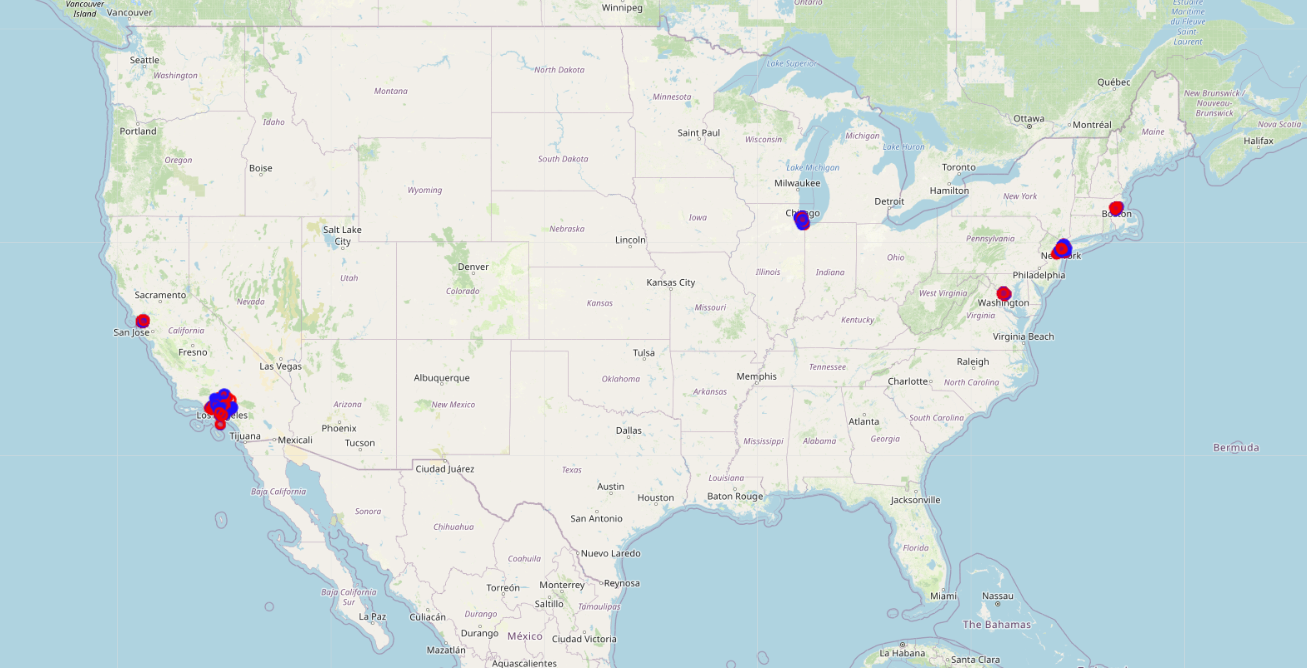 Vancouver
Island
Vancouver
Winnipeg
Ontario
Estuaire
Maritime
du Fleuve
Saint
Laurent
Seattle
Washington
North Dakota
Montana
Minnesota
Lake Superior
Québec
New Brunswick
Nouveau-
Brunswick
Portland
Idaho
Saint Paul
Wisconsin
Michigan
Ottawa
Montréal
Maine
Nova Scotia
Halifax
Oregon
Boise
South Dakota
Lake Michigan
Lake Huron
Toronto
Wyoming
Milwaukee
Hamilton
New York
Detroit
Iowa
Chicago
Boston
Salt Lake
City
Nebraska
Lincoln
Pennsylvania
New York
Denver
Utah
Colorado
Kansas City
Illinois
Indiana
Ohio
Philadelphia
Sacramento
Nevada
Kansas
Missouri
West Virginia
Washington
Virginia
San Jose
California
Kentucky
Virginia Beach
Fresno
Las Vegas
Tulsa
Raleigh
Albuquerque
Oklahoma
Memphis
Tennessee
Charlotte
North Carolina
Arizona
New Mexico
Arkansas
Los Angeles
Phoenix
South Carolina
Tijuana
Mexicali
Tucson
Dallas
Mississippi
Alabama
Atlanta
Georgia
Bermuda
Ciudad Juárez
Texas
Louisiana
Baja California
Austin
Houston
Baton Rouge
Jacksonville
Sonora
Chihuahua
San Antonio
Florida
Coahuila
Nuevo Laredo
Baja California
Sur
Torreón
Monterrey
Reynosa
Saltillo
Tamaulipas
Miami
Nassau
La Paz
Culiacán
Durango
The Bahamas
Durango
México
Ciudad Victoria
Mazatlán
Aguascalientes
La Habana
Santa Clara